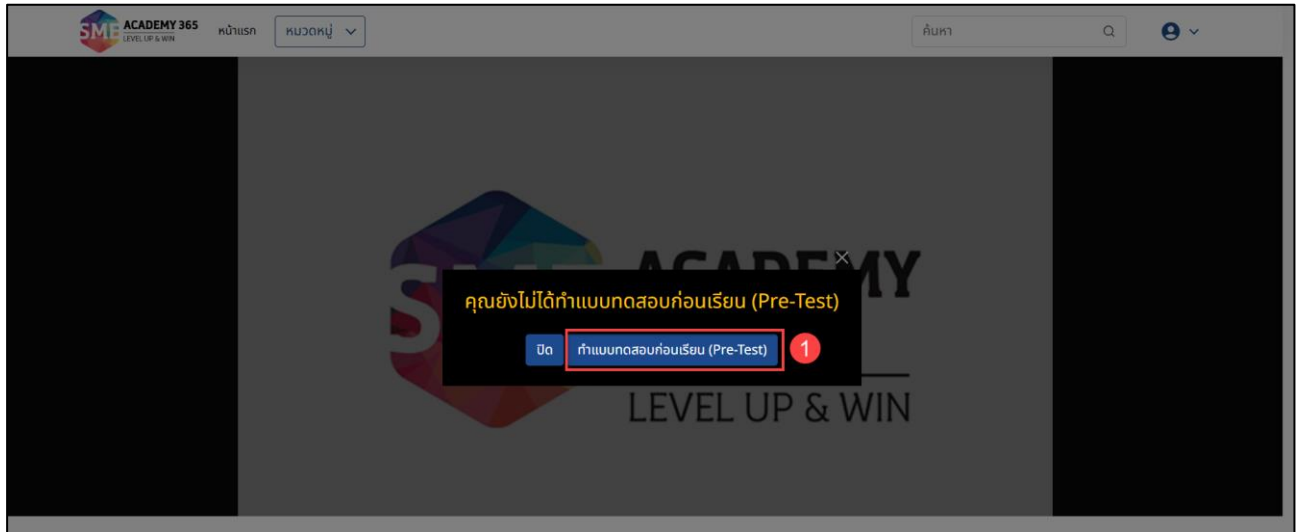 SME ACADEMY 365
LEVEL UP & WIN
หน้าแรก
หมวดหมู่
ค้นหา
SME ACADEMY
LEVEL UP & WIN
คุณยังไม่ได้ทำแบบทดสอบก่อนเรียน (Pre-Test)
ปิด
ทำแบบทดสอบก่อนเรียน (Pre-Test)
1